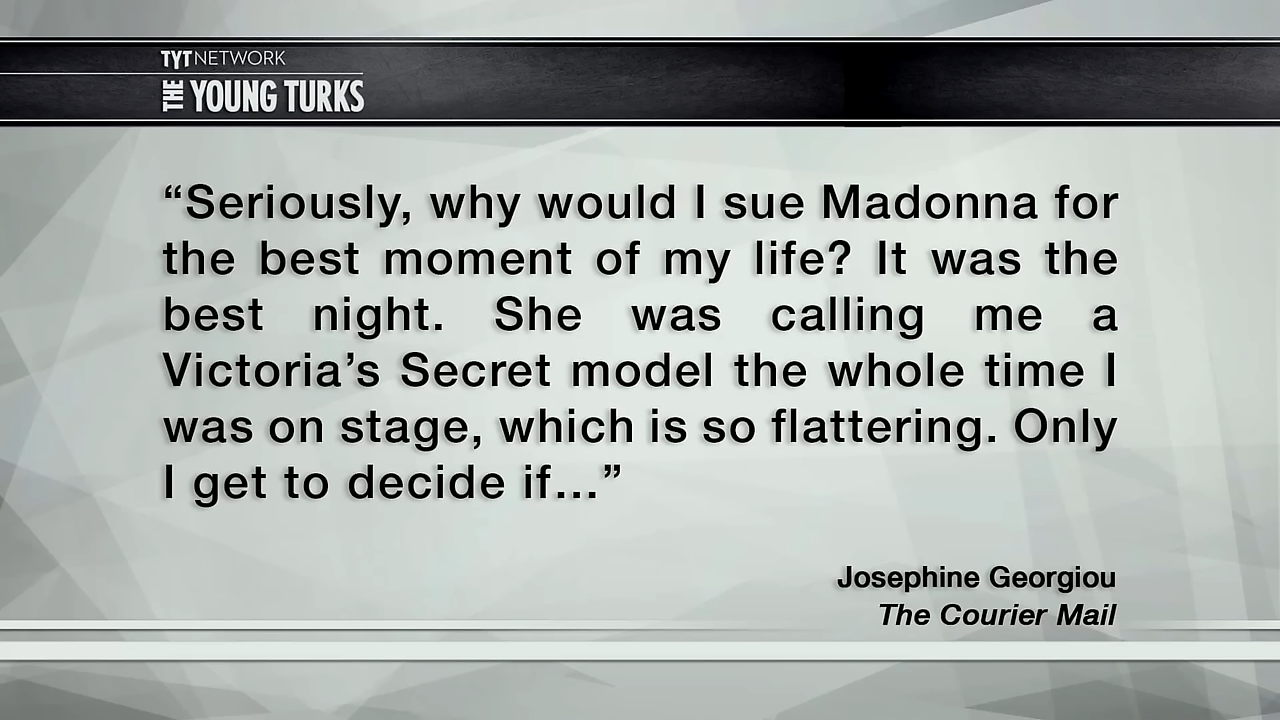 TYTNETWORK
THE YOUNG TURKS
“Seriously, why would I sue Madonna for
the best moment of my life? It was the
best night. She was calling me a
Victoria’s Secret model the whole time I
was on stage, which is so flattering. Only
I get to decide if...”
Josephine Georgiou
The Courier Mail